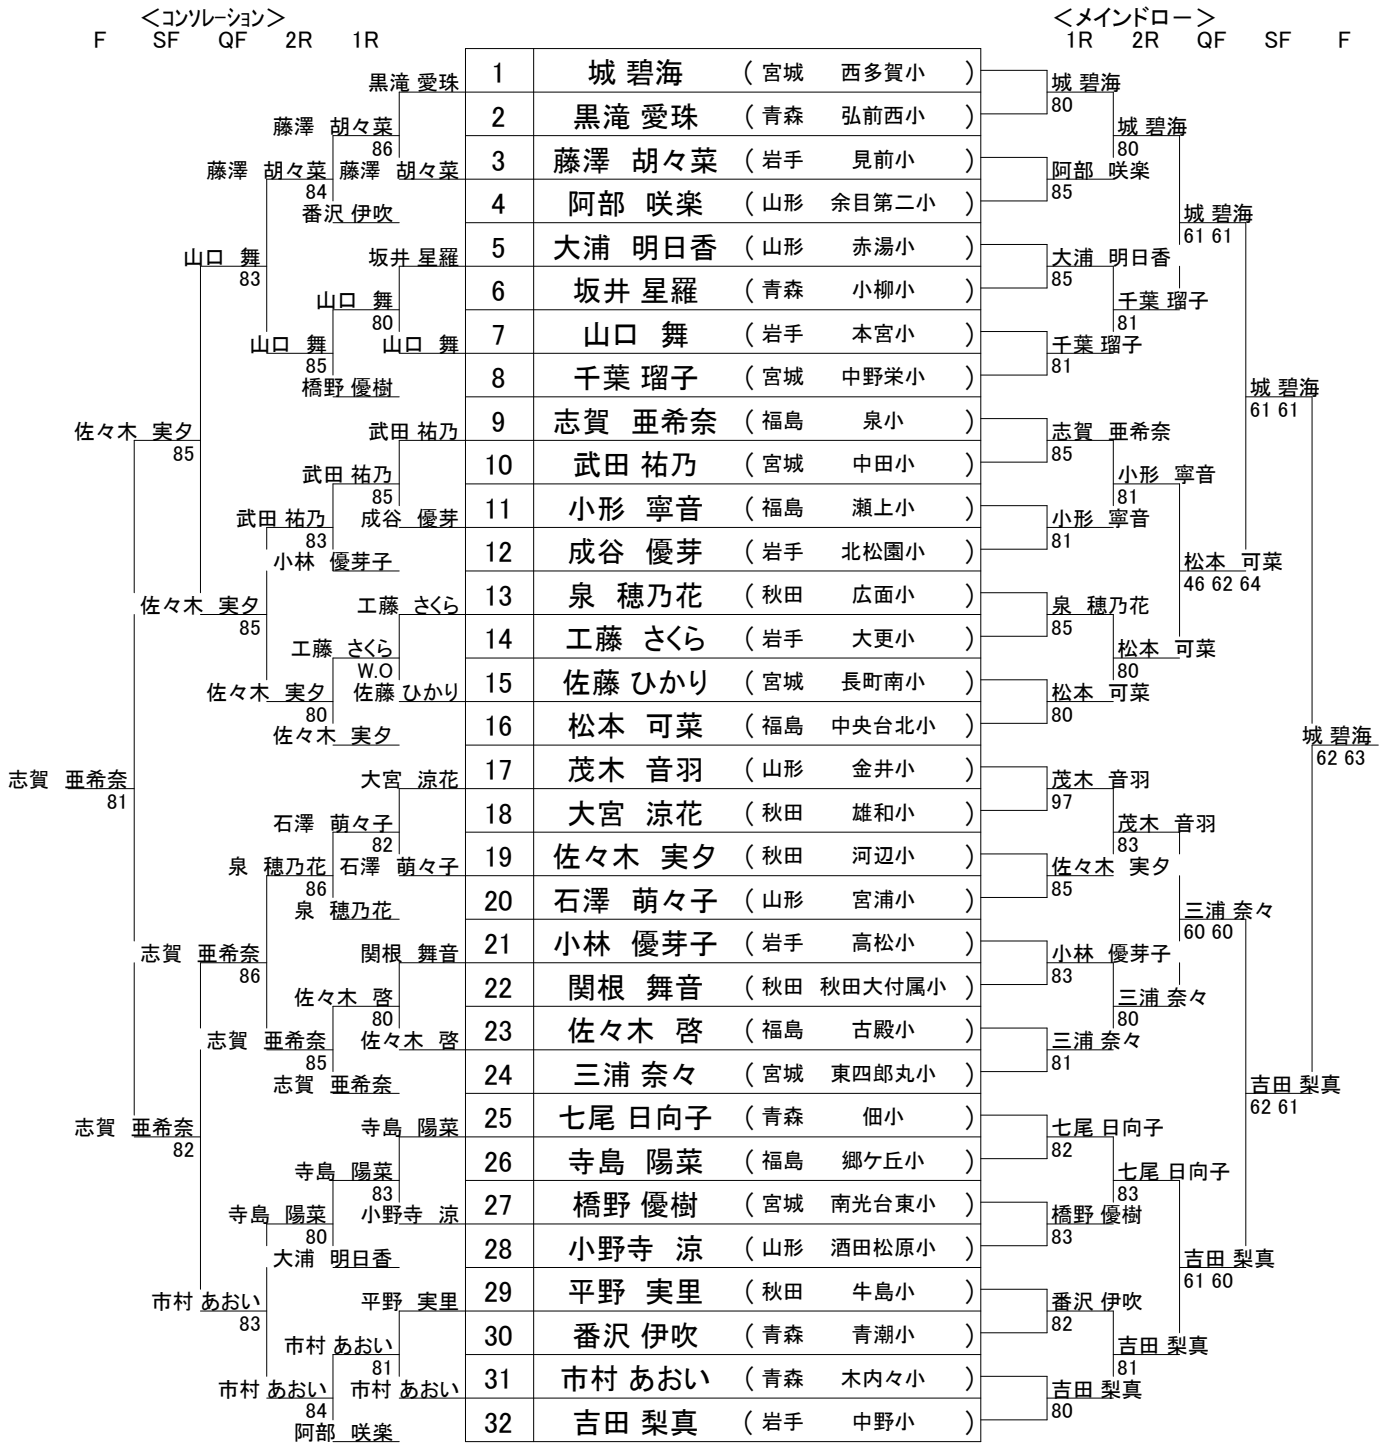 ＜コンソレーション＞ ＜メインドロー＞
F SF QF 2R 1R 1R 2R QF SF F
1 城 碧海 （ 宮城 西多賀小 ）
黒滝 愛珠 城 碧海
80
2 黒滝 愛珠 （ 青森 弘前西小 ）
藤澤 胡々菜 城 碧海
86 80
3 藤澤 胡々菜 （ 岩手 見前小 ）
藤澤 胡々菜 藤澤 胡々菜 阿部 咲楽
84 85
4 阿部 咲楽 （ 山形 余目第二小 ）
番沢 伊吹 城 碧海
61 61
5 大浦 明日香 （ 山形 赤湯小 ）
山口 舞 坂井 星羅 大浦 明日香
83 85
6 坂井 星羅 （ 青森 小柳小 ）
山口 舞 千葉 瑠子
80 81
7 山口 舞 （ 岩手 本宮小 ）
山口 舞 山口 舞 千葉 瑠子
85 81
8 千葉 瑠子 （ 宮城 中野栄小 ）
橋野 優樹 城 碧海
61 61
9 志賀 亜希奈 （ 福島 泉小 ）
佐々木 実夕 武田 祐乃 志賀 亜希奈
85 85
10 武田 祐乃 （ 宮城 中田小 ）
武田 祐乃 小形 寧音
85 81
11 小形 寧音 （ 福島 瀬上小 ）
武田 祐乃 成谷 優芽 小形 寧音
83 81
12 成谷 優芽 （ 岩手 北松園小 ）
小林 優芽子 松本 可菜
46 62 64
13 泉 穂乃花 （ 秋田 広面小 ）
佐々木 実夕 工藤 さくら 泉 穂乃花
85 85
14 工藤 さくら （ 岩手 大更小 ）
工藤 さくら 松本 可菜
W.O 80
15 佐藤 ひかり （ 宮城 長町南小 ）
佐々木 実夕 佐藤 ひかり 松本 可菜
80 80
16 松本 可菜 （ 福島 中央台北小 ）
佐々木 実夕 城 碧海
62 63
17 茂木 音羽 （ 山形 金井小 ）
志賀 亜希奈 大宮 涼花 茂木 音羽
81 97
18 大宮 涼花 （ 秋田 雄和小 ）
石澤 萌々子 茂木 音羽
82 83
19 佐々木 実夕 （ 秋田 河辺小 ）
泉 穂乃花 石澤 萌々子 佐々木 実夕
86 85
20 石澤 萌々子 （ 山形 宮浦小 ）
泉 穂乃花 三浦 奈々
60 60
21 小林 優芽子 （ 岩手 高松小 ）
志賀 亜希奈 関根 舞音 小林 優芽子
86 83
22 関根 舞音 （ 秋田 秋田大付属小 ）
佐々木 啓 三浦 奈々
80 80
23 佐々木 啓 （ 福島 古殿小 ）
志賀 亜希奈 佐々木 啓 三浦 奈々
85 81
24 三浦 奈々 （ 宮城 東四郎丸小 ）
志賀 亜希奈 吉田 梨真
62 61
25 七尾 日向子 （ 青森 佃小 ）
志賀 亜希奈 寺島 陽菜 七尾 日向子
82 82
26 寺島 陽菜 （ 福島 郷ケ丘小 ）
寺島 陽菜 七尾 日向子
83 83
27 橋野 優樹 （ 宮城 南光台東小 ）
寺島 陽菜 小野寺 涼 橋野 優樹
80 83
28 小野寺 涼 （ 山形 酒田松原小 ）
大浦 明日香 吉田 梨真
61 60
29 平野 実里 （ 秋田 牛島小 ）
市村 あおい 平野 実里 番沢 伊吹
83 82
30 番沢 伊吹 （ 青森 青潮小 ）
市村 あおい 吉田 梨真
81 81
31 市村 あおい （ 青森 木内々小 ）
市村 あおい 市村 あおい 吉田 梨真
84 80
32 吉田 梨真 （ 岩手 中野小 ）
阿部 咲楽